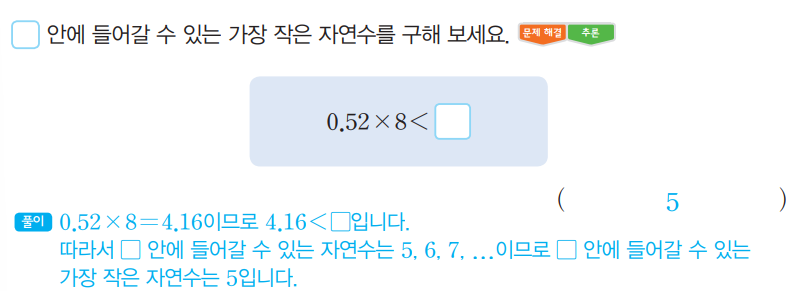 □ 안에 들어갈 수 있는 가장 작은 자연수를 구해 보세요. 문제 해결 추론
0.52×8<□
( 5 )
풀이 0.52×8=4.16이므로 4.16<□입니다.
따라서 □ 안에 들어갈 수 있는 자연수는 5, 6, 7, …이므로 □ 안에 들어갈 수 있는
가장 작은 자연수는 5입니다.